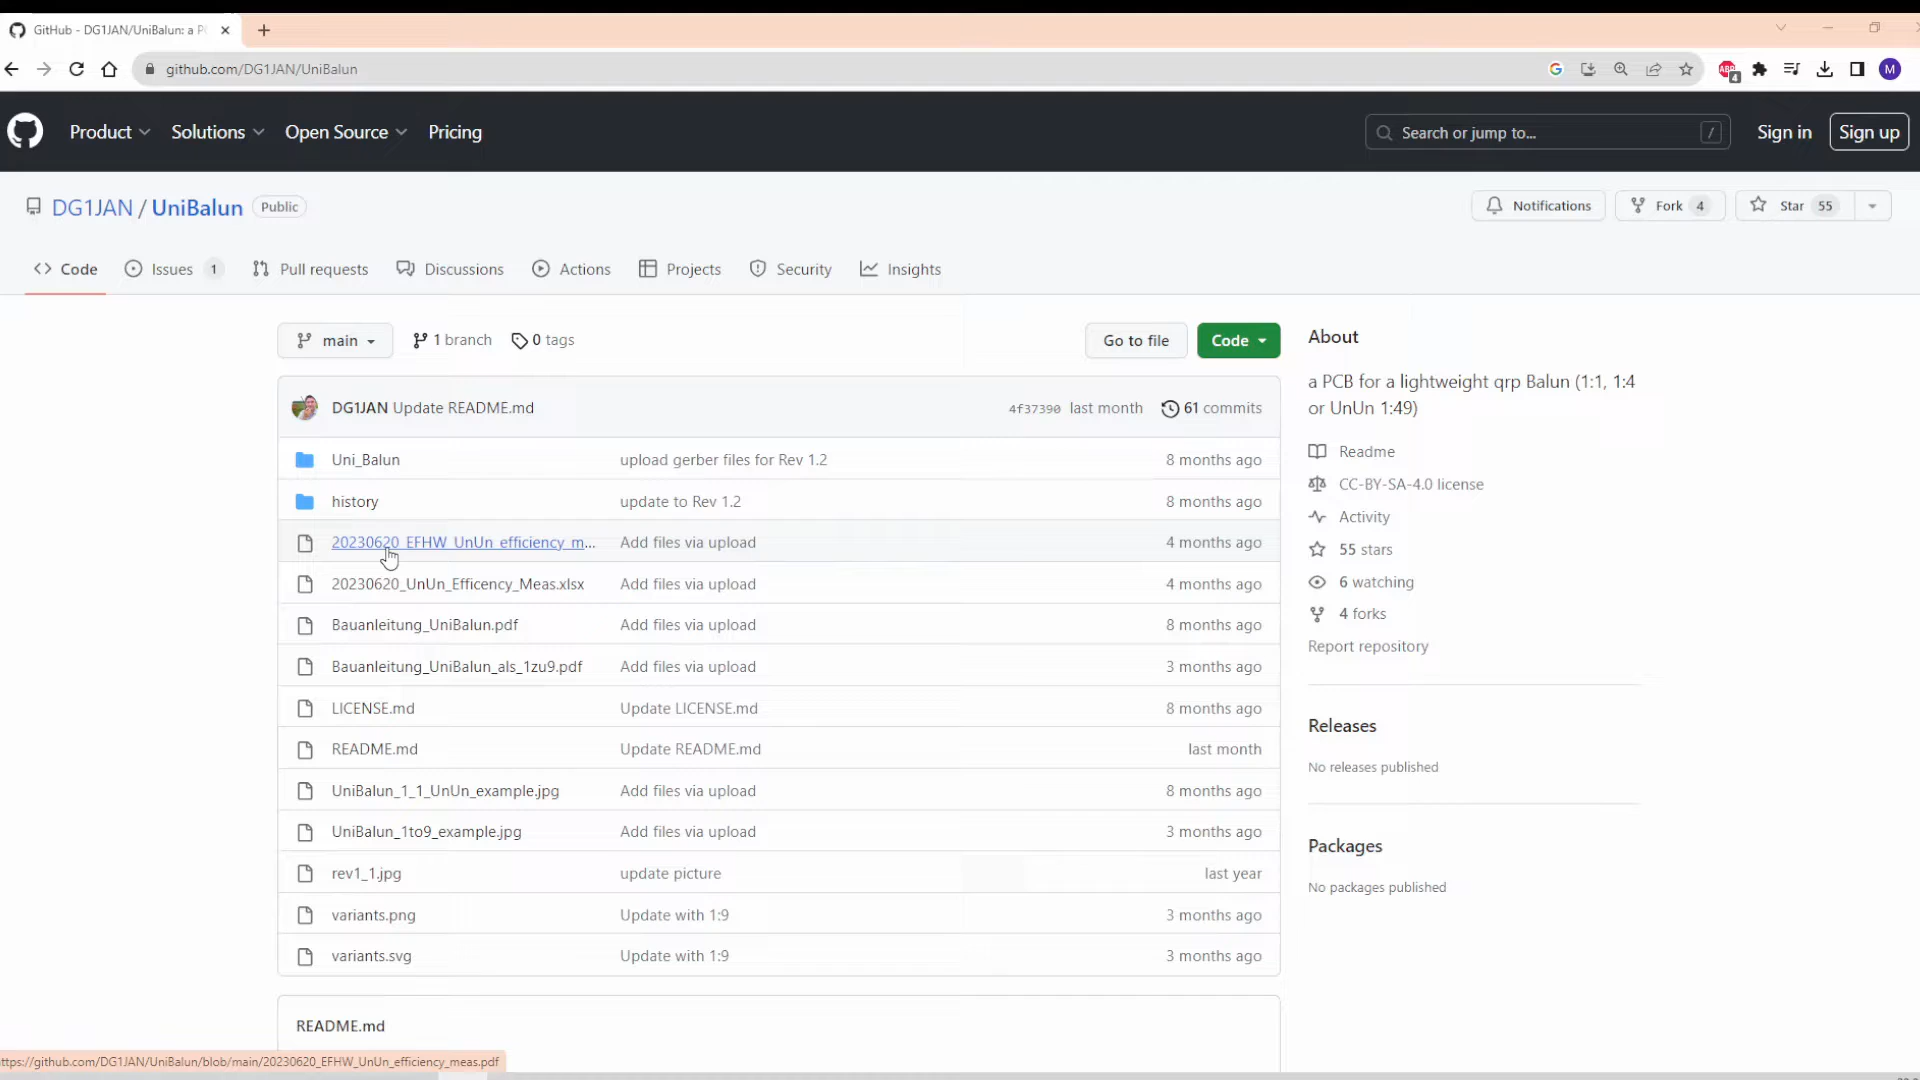 GitHub - DG1JAN/UniBalun: a P
github.com/DG1JAN/UniBalun
ABP 4
M
Product Solutions Open Source Pricing Search or jump to... / Sign in Sign up
DG1JAN / UniBalun Public Notifications Fork 4 Star 55
Code Issues 1 Pull requests Discussions Actions Projects Security Insights
main 1 branch 0 tags Go to file Code
DG1JAN Update README.md 4f37390 last month 61 commits
Uni_Balun upload gerber files for Rev 1.2 8 months ago
history update to Rev 1.2 8 months ago
20230620_EFHW_UnUn_efficiency_m... Add files via upload 4 months ago
20230620_UnUn_Efficency_Meas.xlsx Add files via upload 4 months ago
Bauanleitung_UniBalun.pdf Add files via upload 8 months ago
Bauanleitung_UniBalun_als_1zu9.pdf Add files via upload 3 months ago
LICENSE.md Update LICENSE.md 8 months ago
README.md Update README.md last month
UniBalun_1_1_UnUn_example.jpg Add files via upload 8 months ago
UniBalun_1to9_example.jpg Add files via upload 3 months ago
rev1_1.jpg update picture last year
variants.png Update with 1:9 3 months ago
variants.svg Update with 1:9 3 months ago
README.md
About
a PCB for a lightweight qrp Balun (1:1, 1:4
or UnUn 1:49)
Readme
CC-BY-SA-4.0 license
Activity
55 stars
6 watching
4 forks
Report repository
Releases
No releases published
Packages
No packages published
ttps://github.com/DG1JAN/UniBalun/blob/main/20230620_EFHW_UnUn_efficiency_meas.pdf